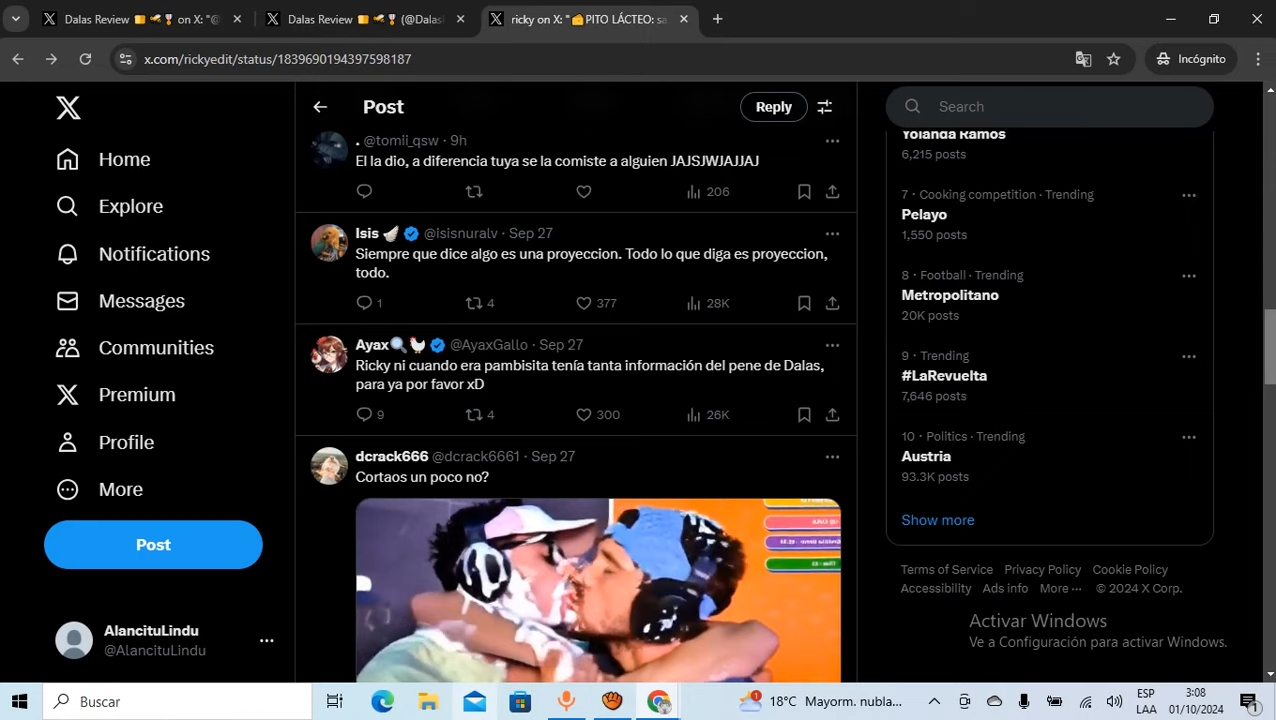 Dalas Review on X: "@
Dalas Review (@Dalas
ricky on X: "PITO LÁCTEO: sa
x.com/rickyedit/status/1839690194397598187
Incógnito
Post
Reply
Search
Home
Explore
Notifications
Messages
Communities
Premium
Profile
More
Post
AlancituLindu
@AlancituLindu
. @tomii_qsw · 9h
El la dio, a diferencia tuya se la comiste a alguien JAJSJWJAJJAJ
206
Isis @isisnuralv · Sep 27
Siempre que dice algo es una proyeccion. Todo lo que diga es proyeccion,
todo.
1 4 377 28K
Ayax @AyaxGallo · Sep 27
Ricky ni cuando era pambisita tenía tanta información del pene de Dalas,
para ya por favor xD
9 4 300 26K
dcrack666 @dcrack6661 · Sep 27
Cortaos un poco no?
Yolanda Ramos
6,215 posts
7 · Cooking competition · Trending
Pelayo
1,550 posts
8 · Football · Trending
Metropolitano
20K posts
9 · Trending
#LaRevuelta
7,646 posts
10 · Politics · Trending
Austria
93.3K posts
Show more
Terms of Service Privacy Policy Cookie Policy
Accessibility Ads info More ··· © 2024 X Corp.
Activar Windows
Ve a Configuración para activar Windows.
Buscar
1
18°C Mayorm. nubla...
ESP
LAA
3:08
01/10/2024
1